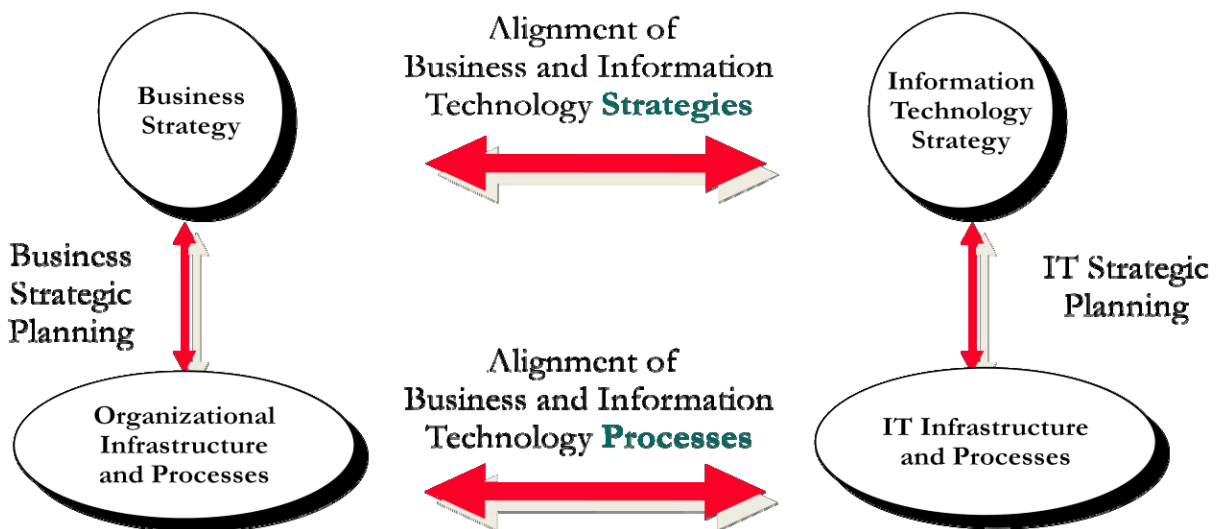 Business
Strategy
Alignment of
Business and Information
Technology Strategies
Information
Technology
Strategy
Business
Strategic
Planning
IT Strategic
Planning
Organizational
Infrastructure
and Processes
Alignment of
Business and Information
Technology Processes
IT Infrastructure
and Processes